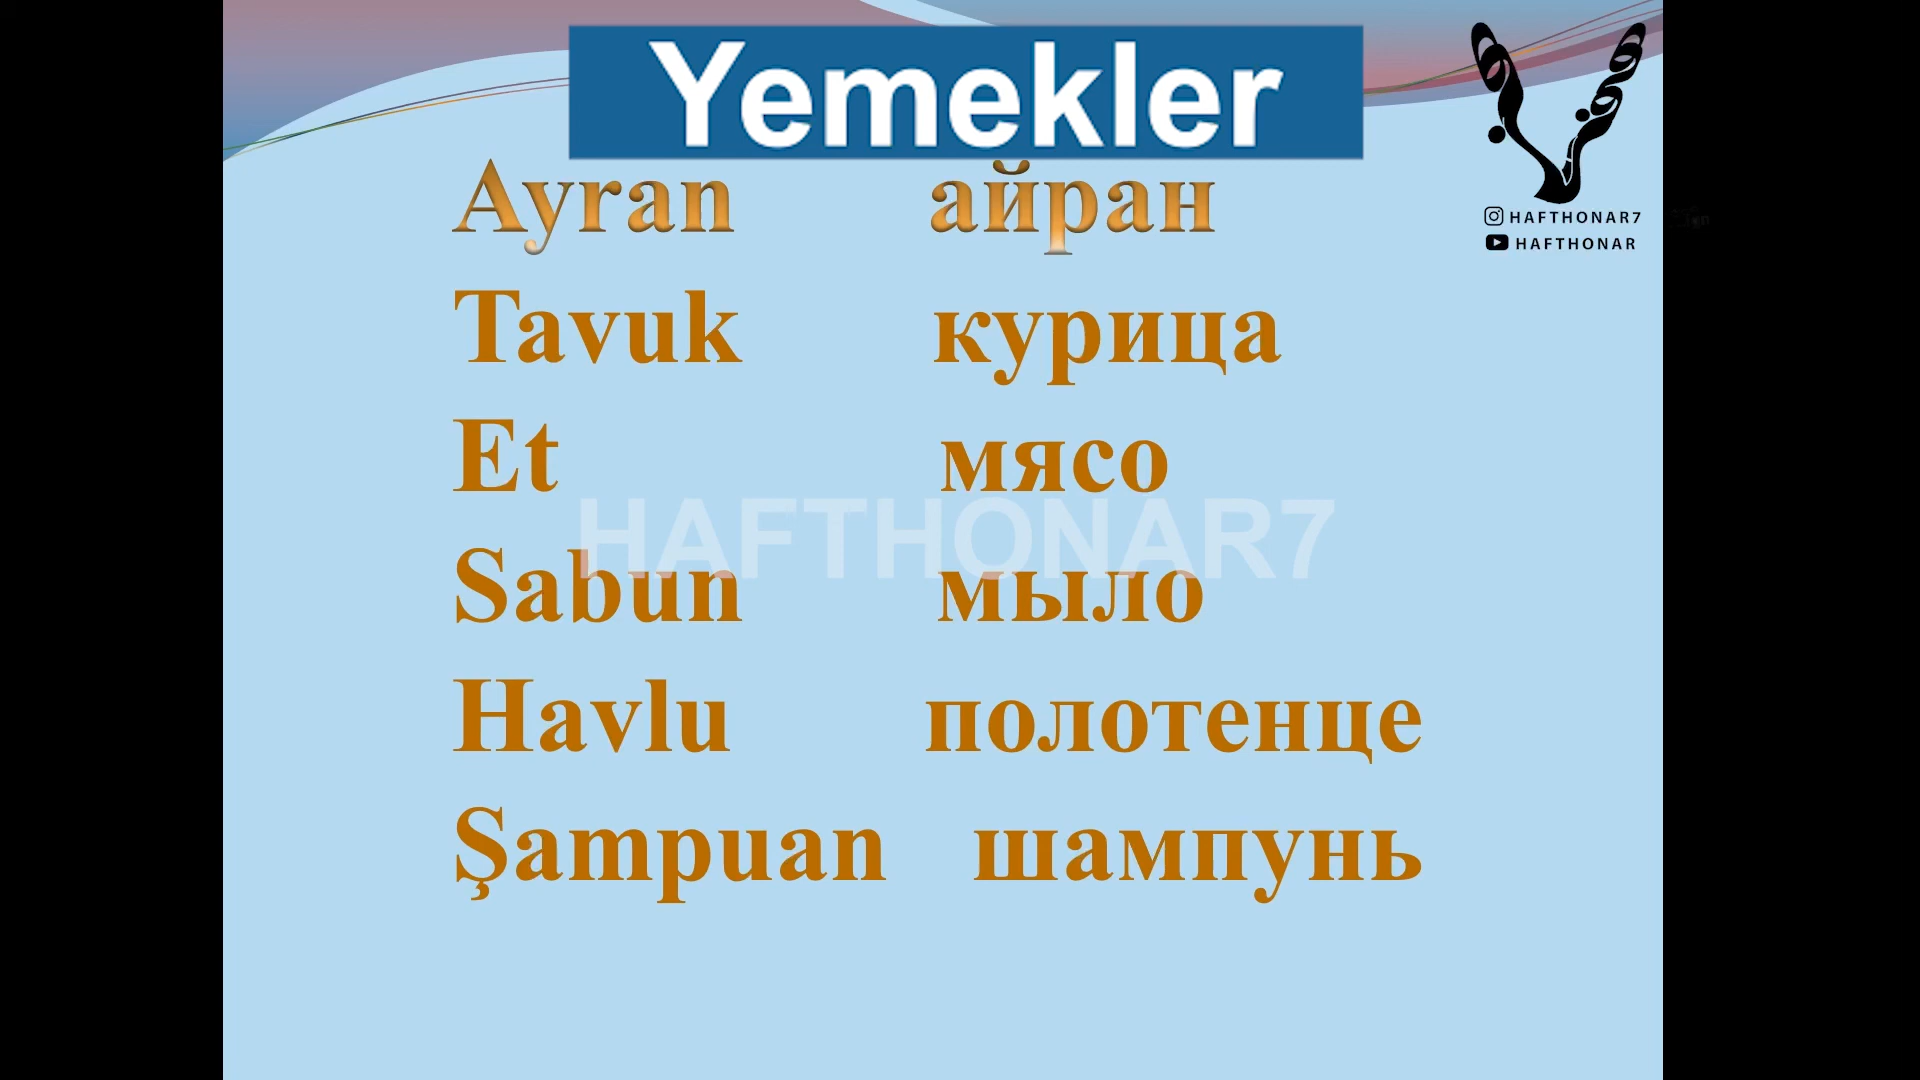 Yemekler
Ayran айран
HAFTHONAR7
HAFTHONAR
Tavuk курица
Et мясо
HAFTHONAR7
Sabun мыло
Havlu полотенце
Şampuan шампунь